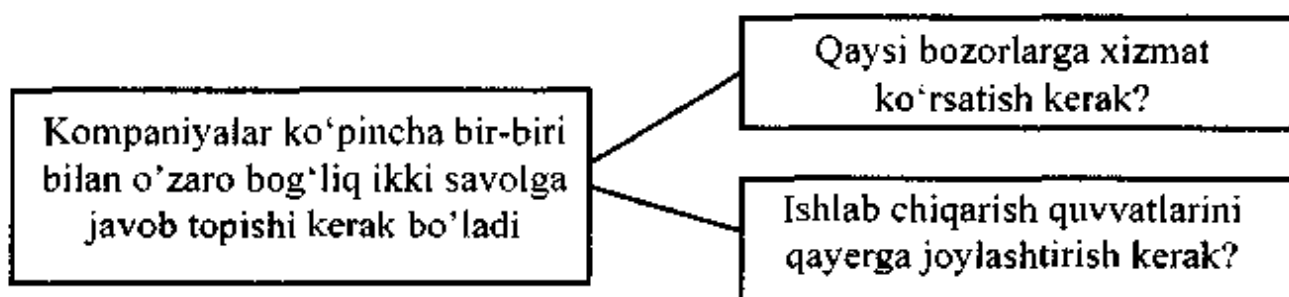 Kompaniyalar ko‘pincha bir-biri
bilan o’zaro bog‘liq ikki savolga
javob topishi kerak bo’ladi
Qaysi bozorlarga xizmat
ko‘rsatish kerak?
Ishlab chiqarish quvvatlarini
qayerga joylashtirish kerak?